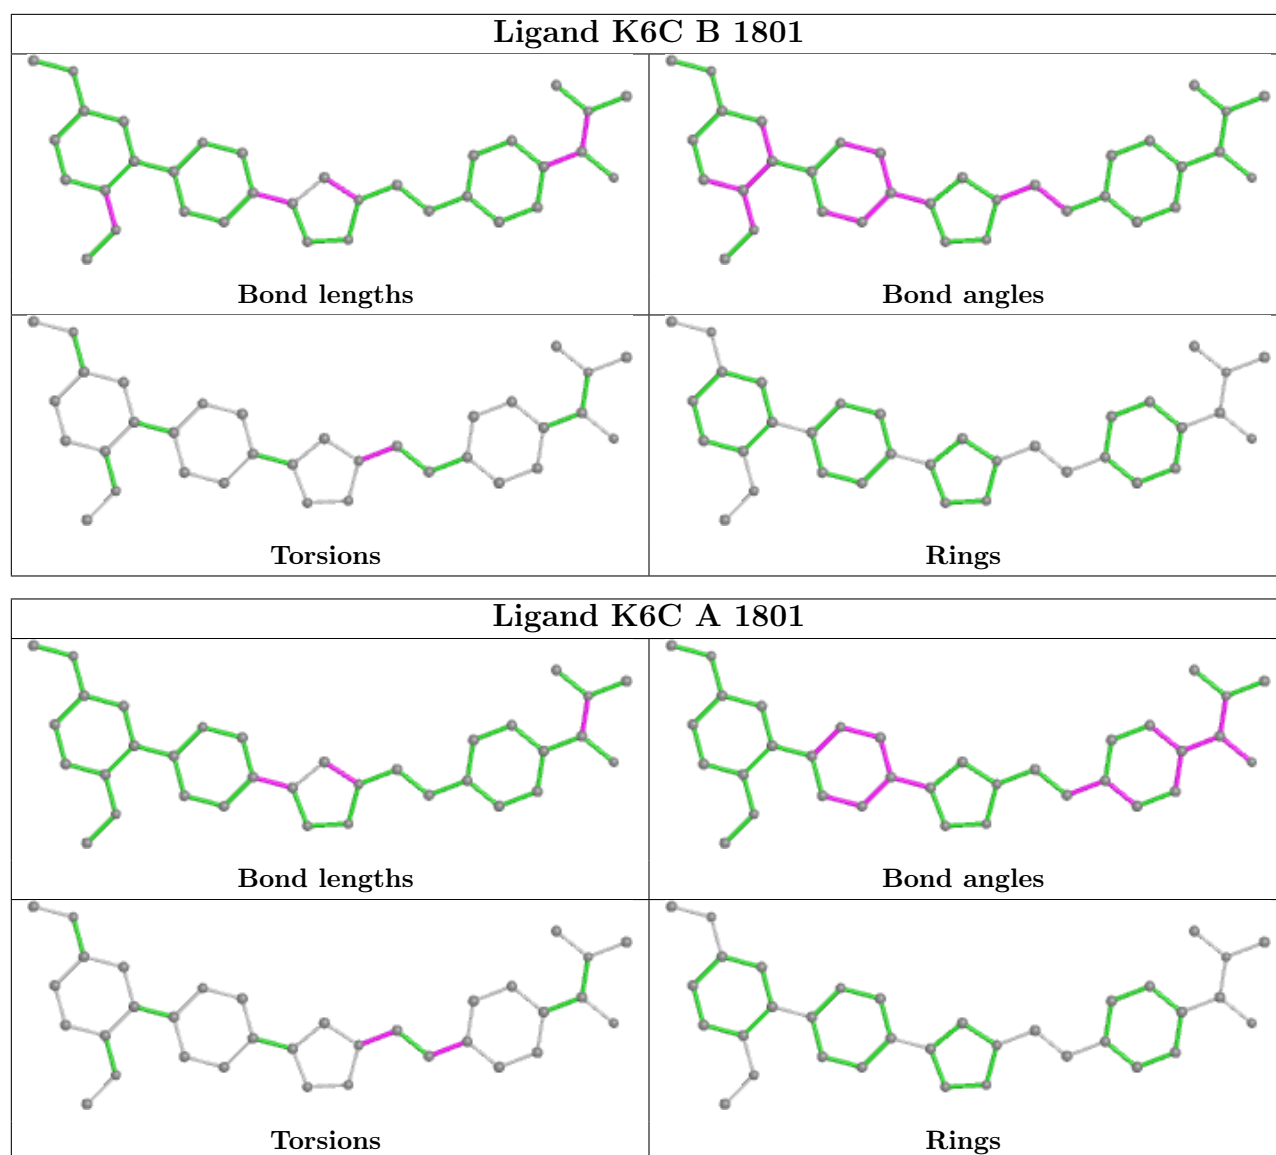 Ligand K6C B 1801
Bond lengths
Bond angles
Torsions
Rings
Ligand K6C A 1801
Bond lengths
Bond angles
Torsions
Rings